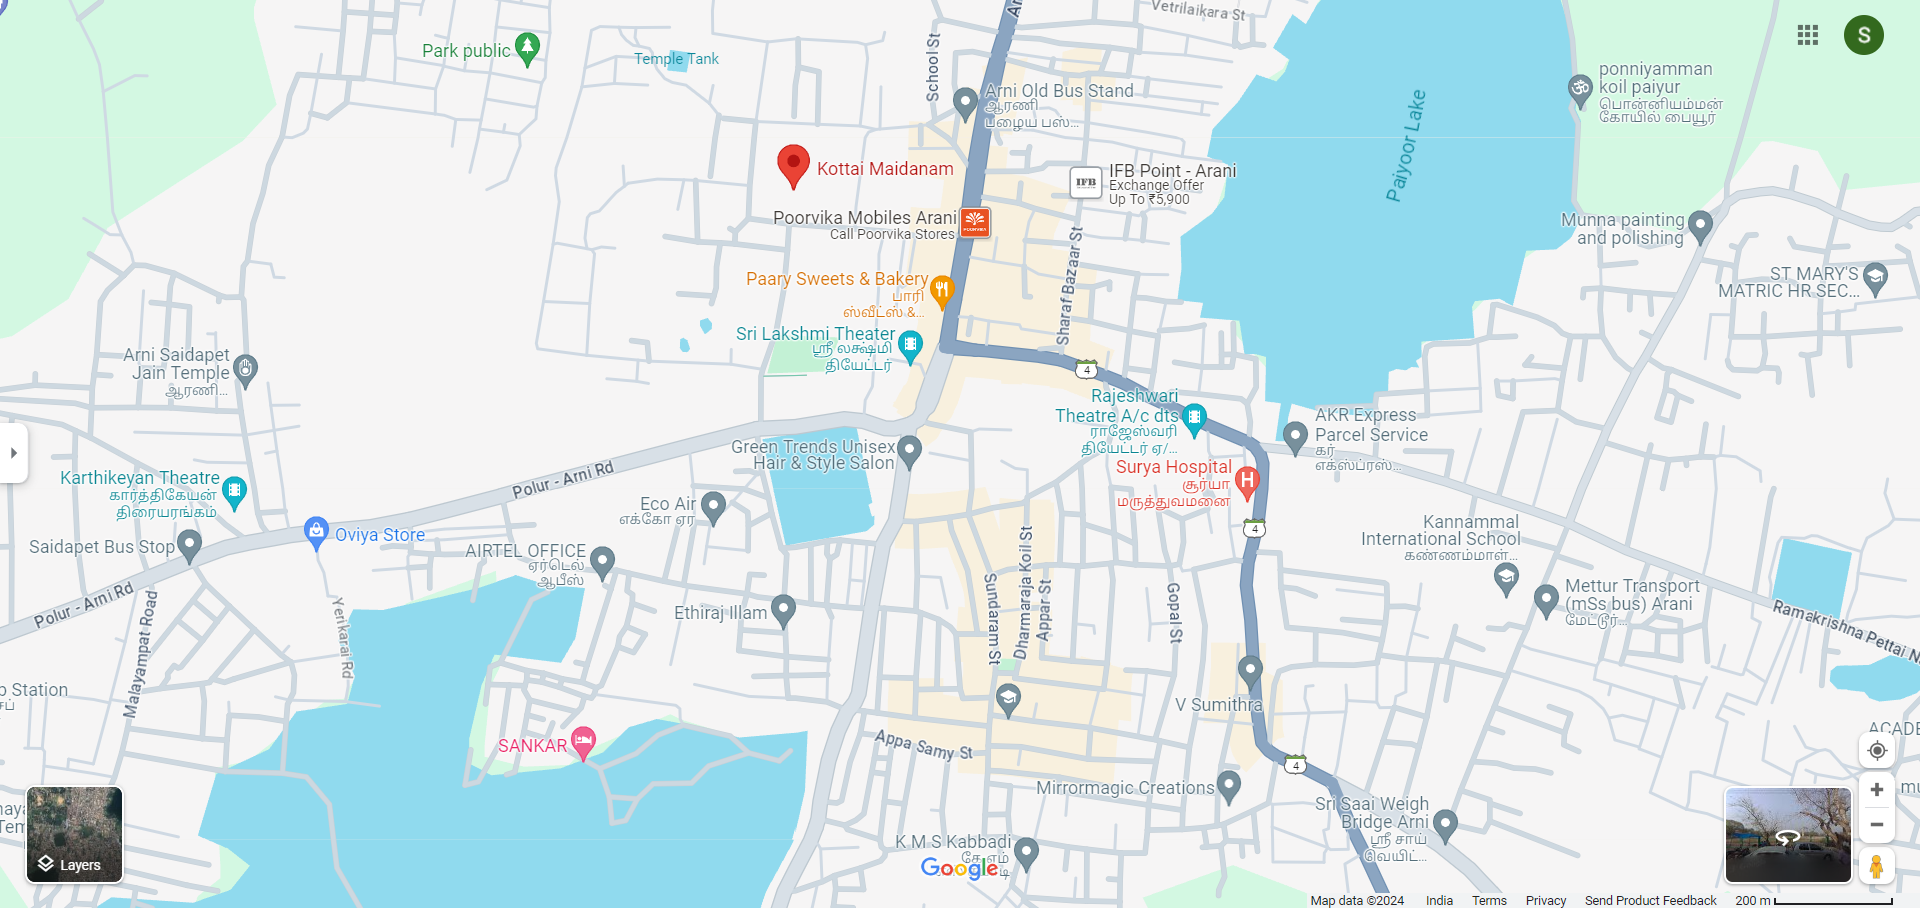 Vetrilaikara St
Park public
Temple Tank
School St
Arni Old Bus Stand
ஆரணி
பழைய பஸ்...
Paiyoor Lake
ponniyamman
koil paiyur
பொன்னியம்மன்
கோயில் பையூர்
S
Kottai Maidanam
IFB
IFB Point - Arani
Exchange Offer
Up To ₹5,900
Poorvika Mobiles Arani
Call Poorvika Stores
POORVIKA
Munna painting
and polishing
Sharaf Bazaar St
Paary Sweets & Bakery
பாரி
ஸ்வீட்ஸ் &...
ST MARY'S
MATRIC HR SEC...
Sri Lakshmi Theater
ஸ்ரீ லக்ஷ்மி
தியேட்டர்
Arni Saidapet
Jain Temple
ஆரணி...
4
Rajeshwari
Theatre A/c dts
ராஜேஸ்வரி
தியேட்டர் ஏ/...
AKR Express
Parcel Service
கர்
எக்ஸ்ப்ரஸ்...
Green Trends Unisex
Hair & Style Salon
Polur - Arni Rd
Surya Hospital
சூர்யா
மருத்துவமனை
H
Karthikeyan Theatre
கார்த்திகேயன்
திரையரங்கம்
Eco Air
எக்கோ ஏர
Oviya Store
Saidapet Bus Stop
4
Kannammal
International School
கண்ணம்மாள்...
AIRTEL OFFICE
ஏர்டெல்
ஆபீஸ்
Mettur Transport
(mSs bus) Arani
மேட்டூர்...
Polur - Arni Rd
Malayampat Road
Yerikarai Rd
Ethiraj Illam
Sundaram St
Dharmaraja Koil St
Appar St
Gopal St
Ramakrishna Pettai N
p Station
V Sumithra
SANKAR
Appa Samy St
ACADE
4
Mirrormagic Creations
Sri Saai Weigh
Bridge Arni
ஸ்ரீ சாய்
வெயிட்...
K M S Kabbadi
கே எம்
Google
Layers
Map data ©2024
India
Terms
Privacy
Send Product Feedback
200 m